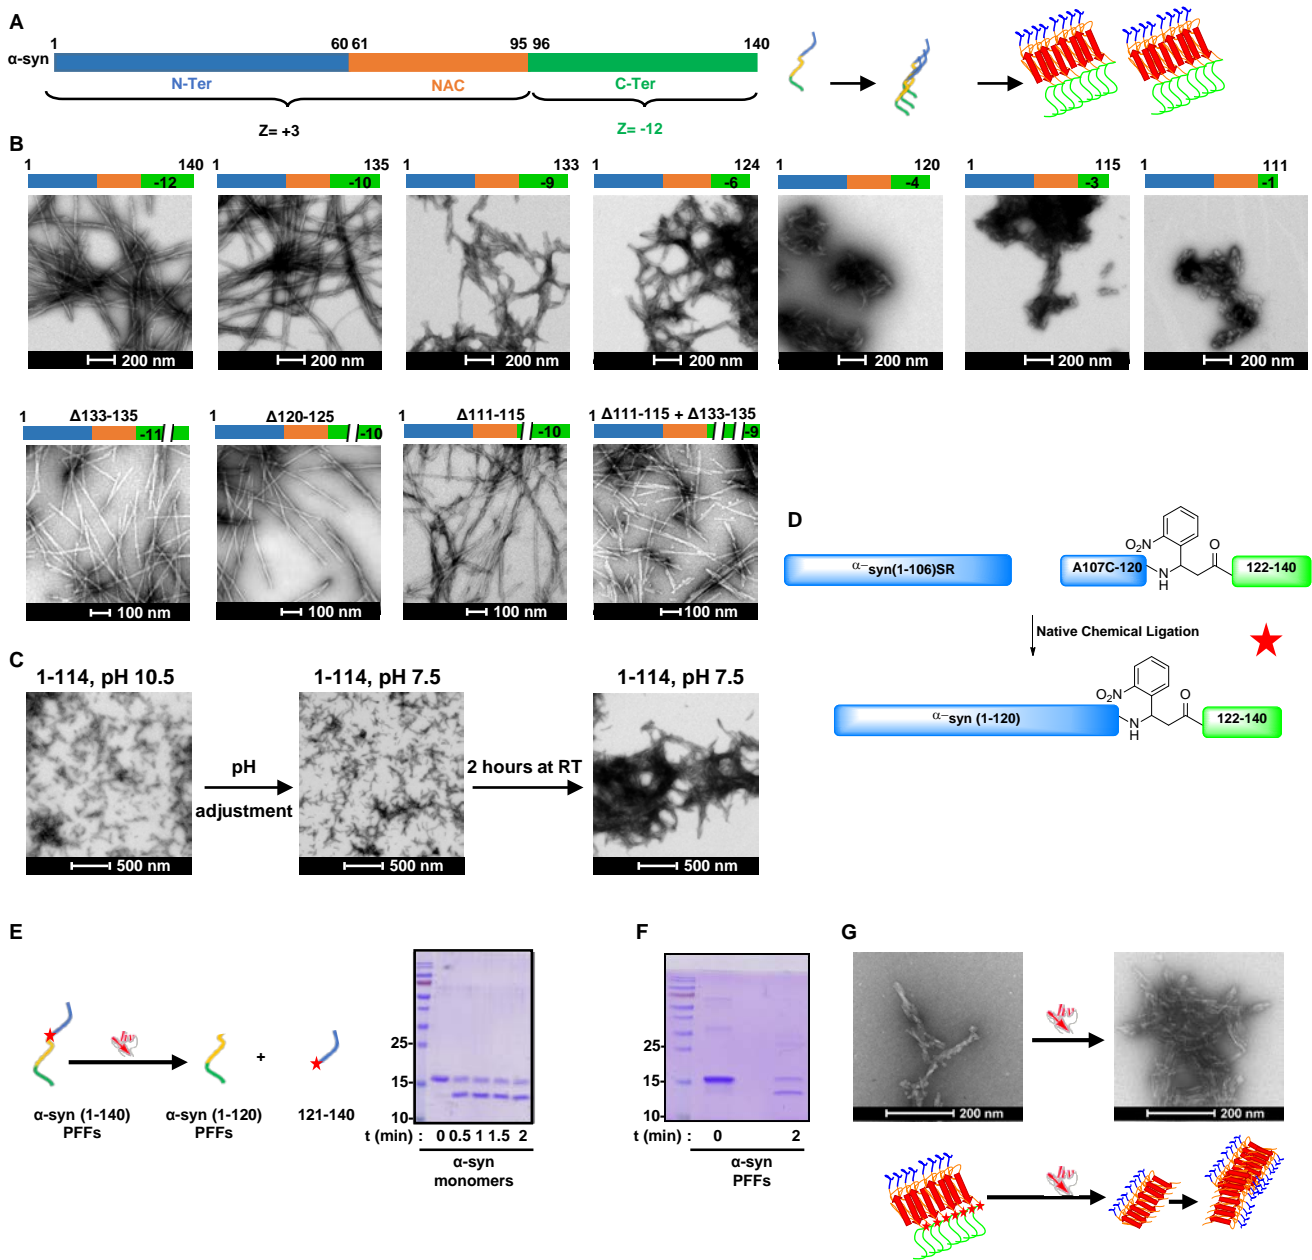 A
1 60 61 95 96 140
α-syn
N-Ter NAC C-Ter
Z= +3 Z= -12
B
1 140 1 135 1 133 1 124 1 120 1 115 1 111
-12 -10 -9 -6 -4 -3 -1
200 nm 200 nm 200 nm 200 nm 200 nm 200 nm 200 nm
1 Δ133-135 1 Δ120-125 1 Δ111-115 1 Δ111-115 + Δ133-135
-11 -10 -10 -9
100 nm 100 nm 100 nm 100 nm
D
O₂N O
α–syn(1-106)SR A107C-120 N H 122-140
Native Chemical Ligation
O₂N O
α–syn (1-120) N H 122-140
C
1-114, pH 10.5 1-114, pH 7.5 1-114, pH 7.5
pH
adjustment
2 hours at RT
500 nm 500 nm 500 nm
E
hν
+
α-syn (1-140)
PFFs
α-syn (1-120)
PFFs
121-140
25
15
10
t (min) : 0 0.5 1 1.5 2
α-syn
monomers
F
25
15
10
t (min) : 0 2
α-syn
PFFs
G
hν
200 nm 200 nm
hν